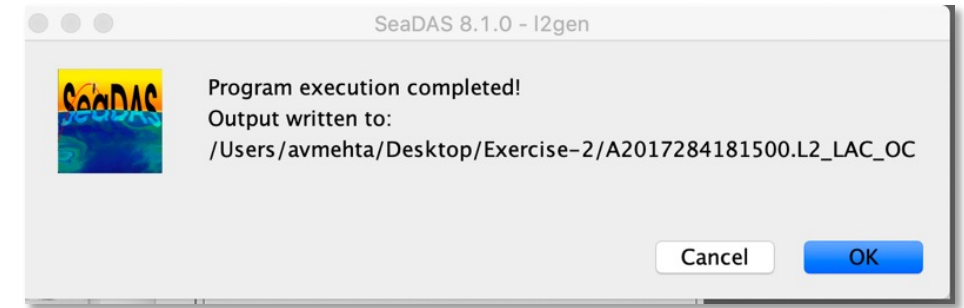 SeaDAS 8.1.0 - l2gen
SeaDAS
Program execution completed!
Output written to:
/Users/avmehta/Desktop/Exercise-2/A2017284181500.L2_LAC_OC
Cancel
OK